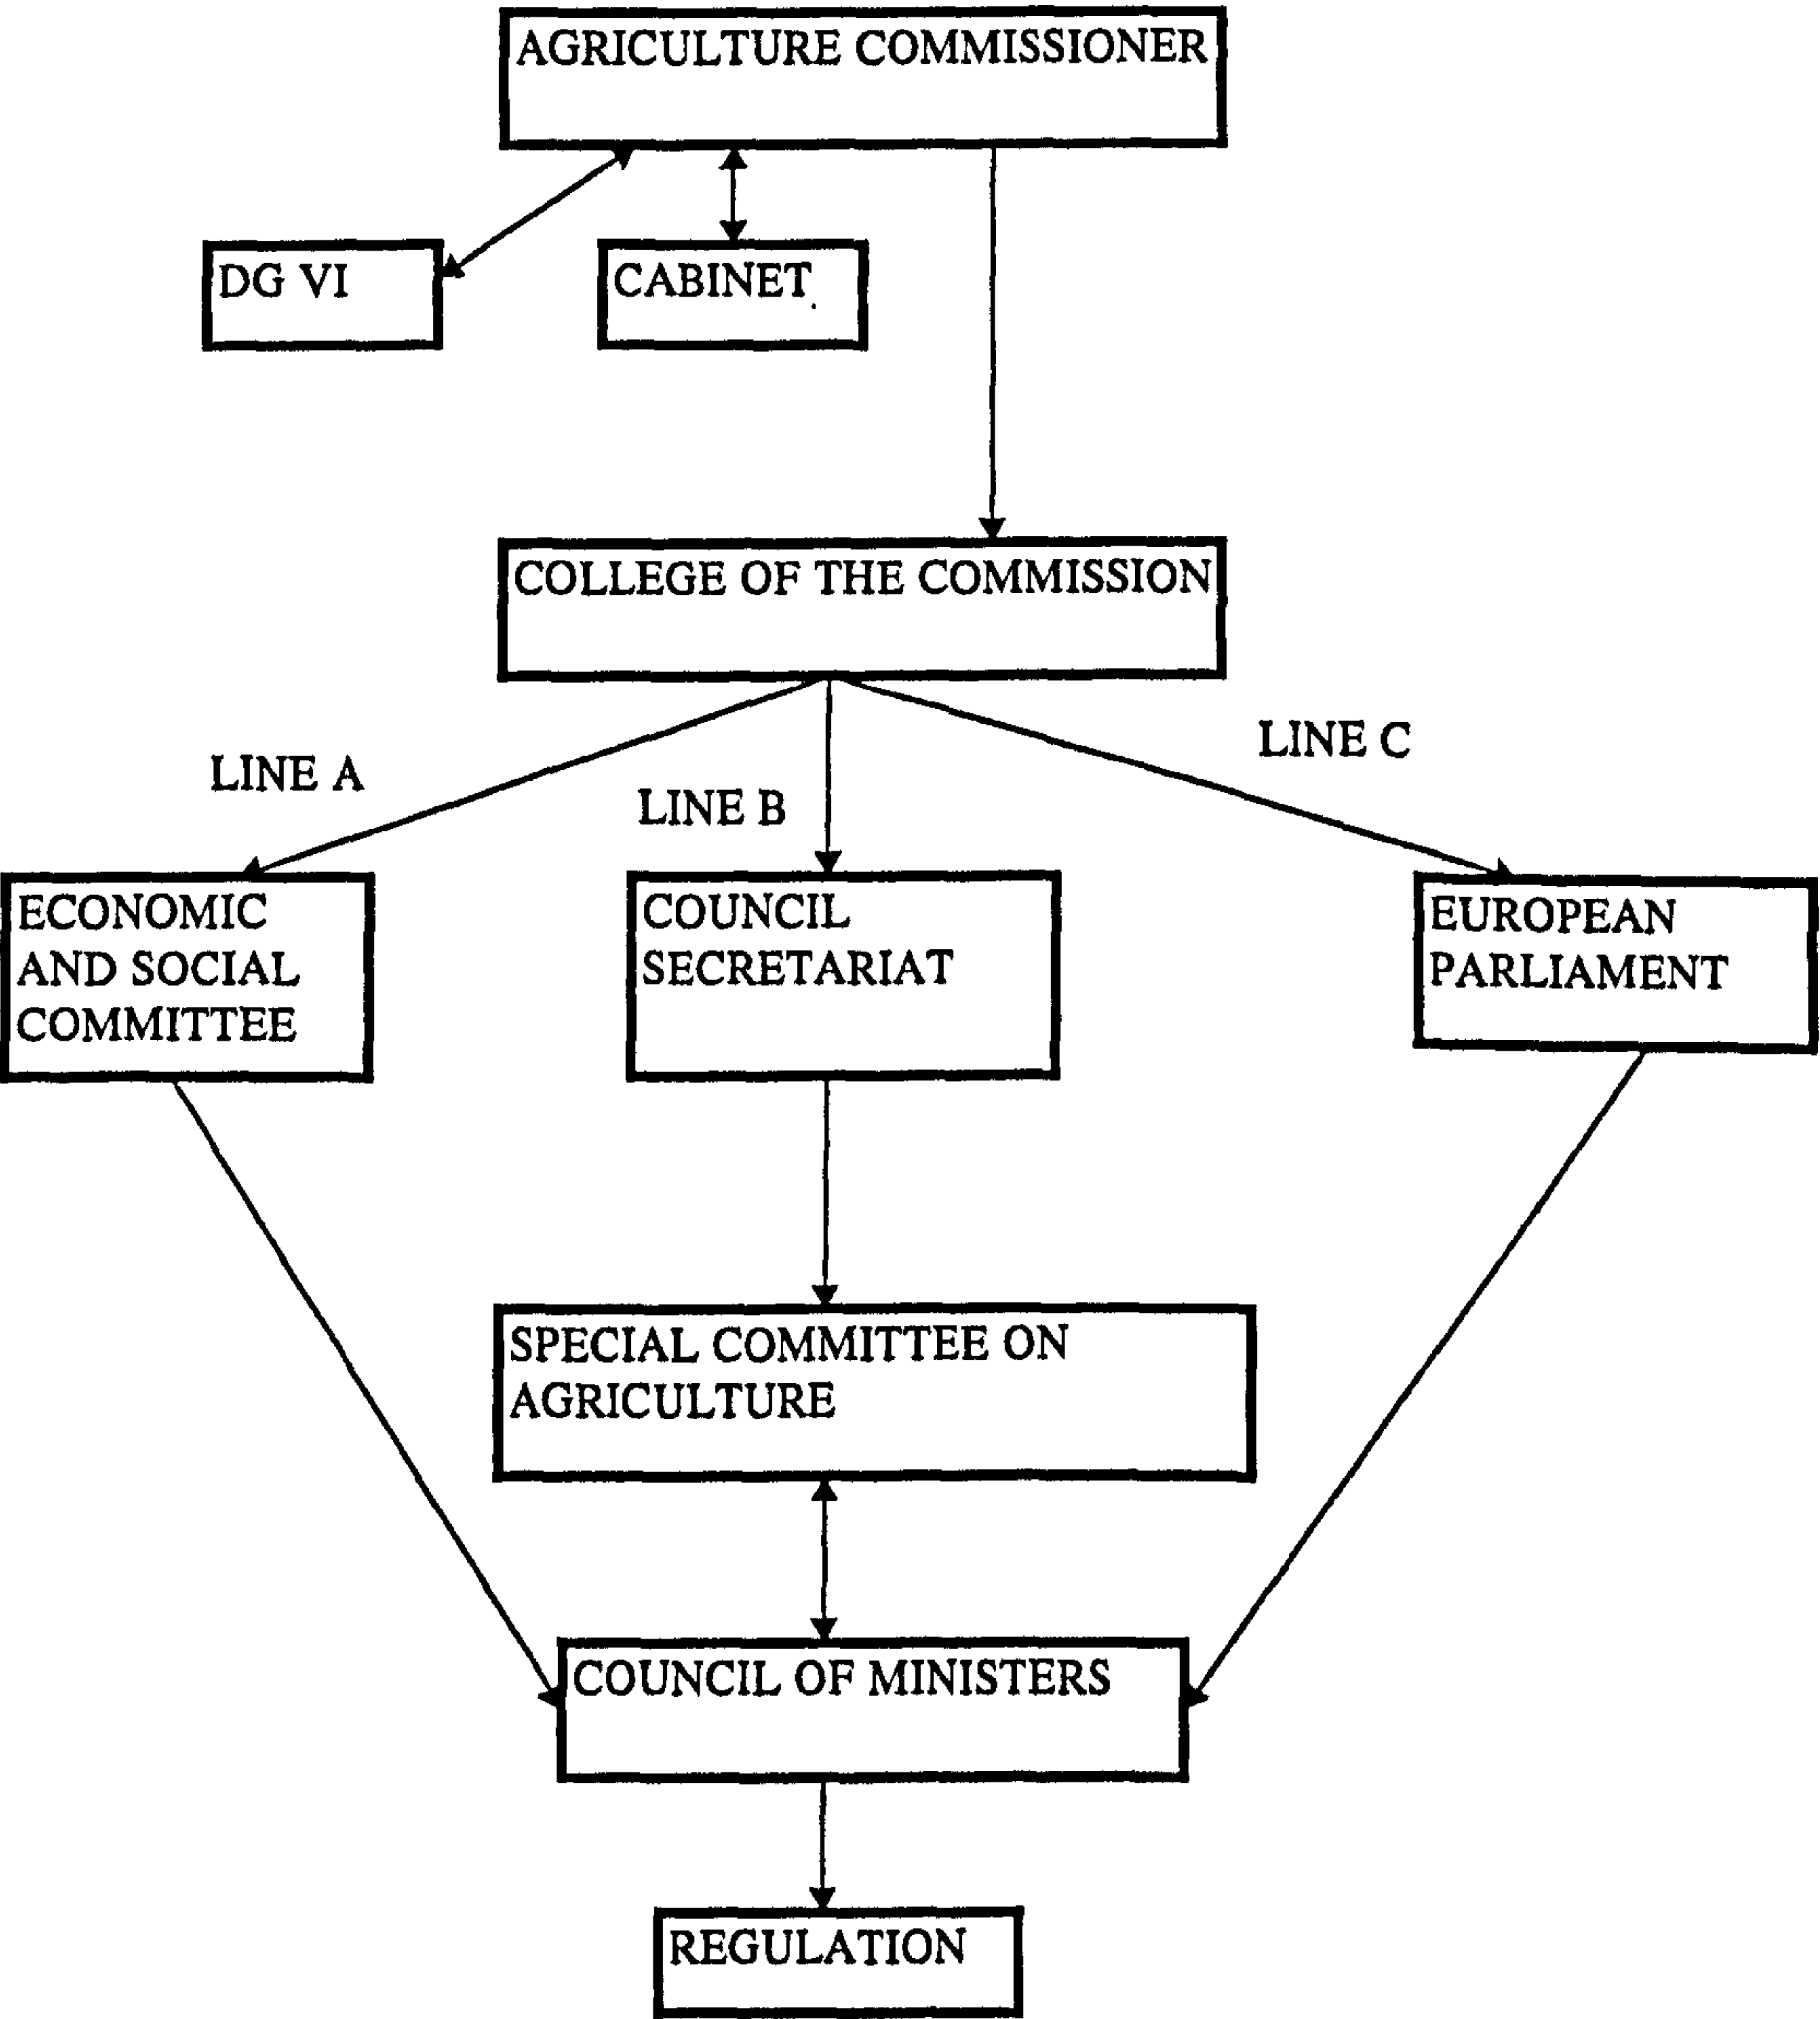 AGRICULTURE COMMISSIONER
DG VI
CABINET
COLLEGE OF THE COMMISSION
LINE A
LINE B
LINE C
ECONOMIC
AND SOCIAL
COMMITTEE
COUNCIL
SECRETARIAT
EUROPEAN
PARLIAMENT
SPECIAL COMMITTEE ON
AGRICULTURE
COUNCIL OF MINISTERS
REGULATION